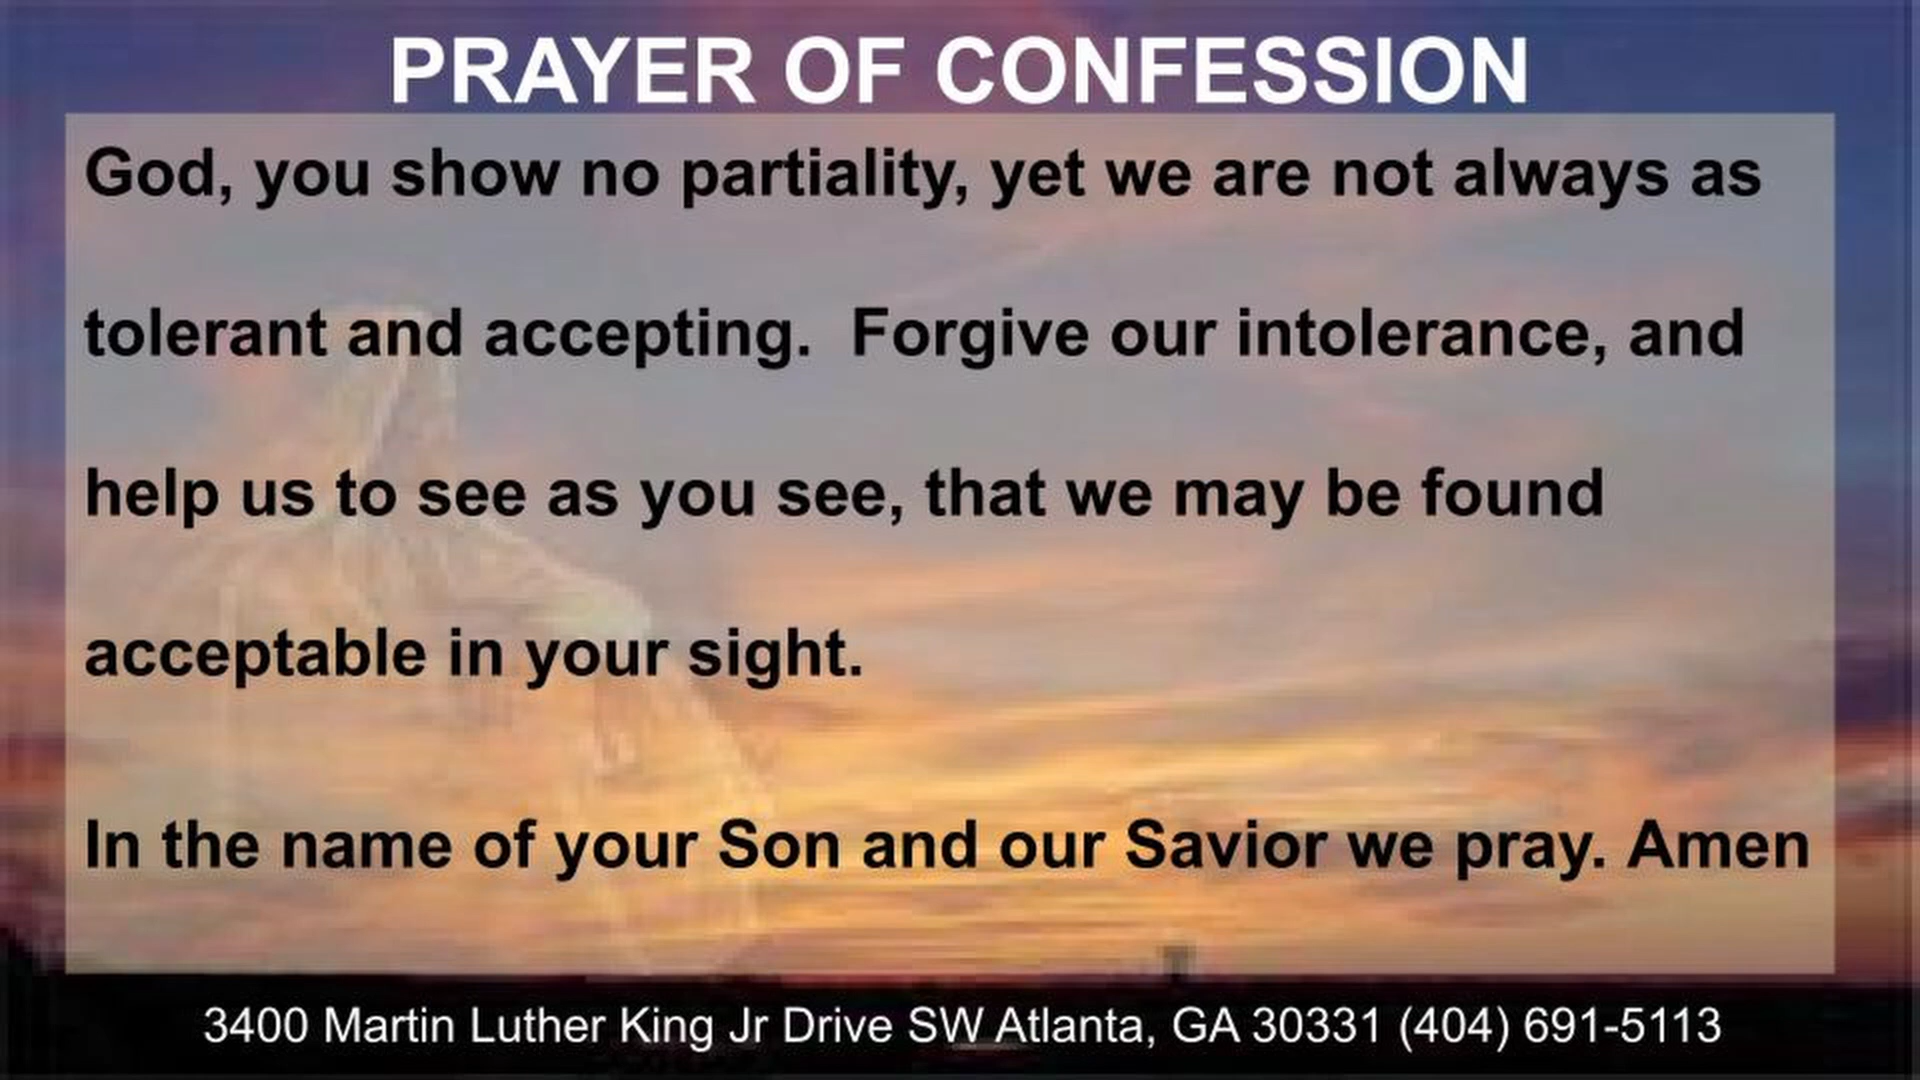 PRAYER OF CONFESSION
God, you show no partiality, yet we are not always as
tolerant and accepting.  Forgive our intolerance, and
help us to see as you see, that we may be found
acceptable in your sight.
In the name of your Son and our Savior we pray. Amen
3400 Martin Luther King Jr Drive SW Atlanta, GA 30331 (404) 691-5113